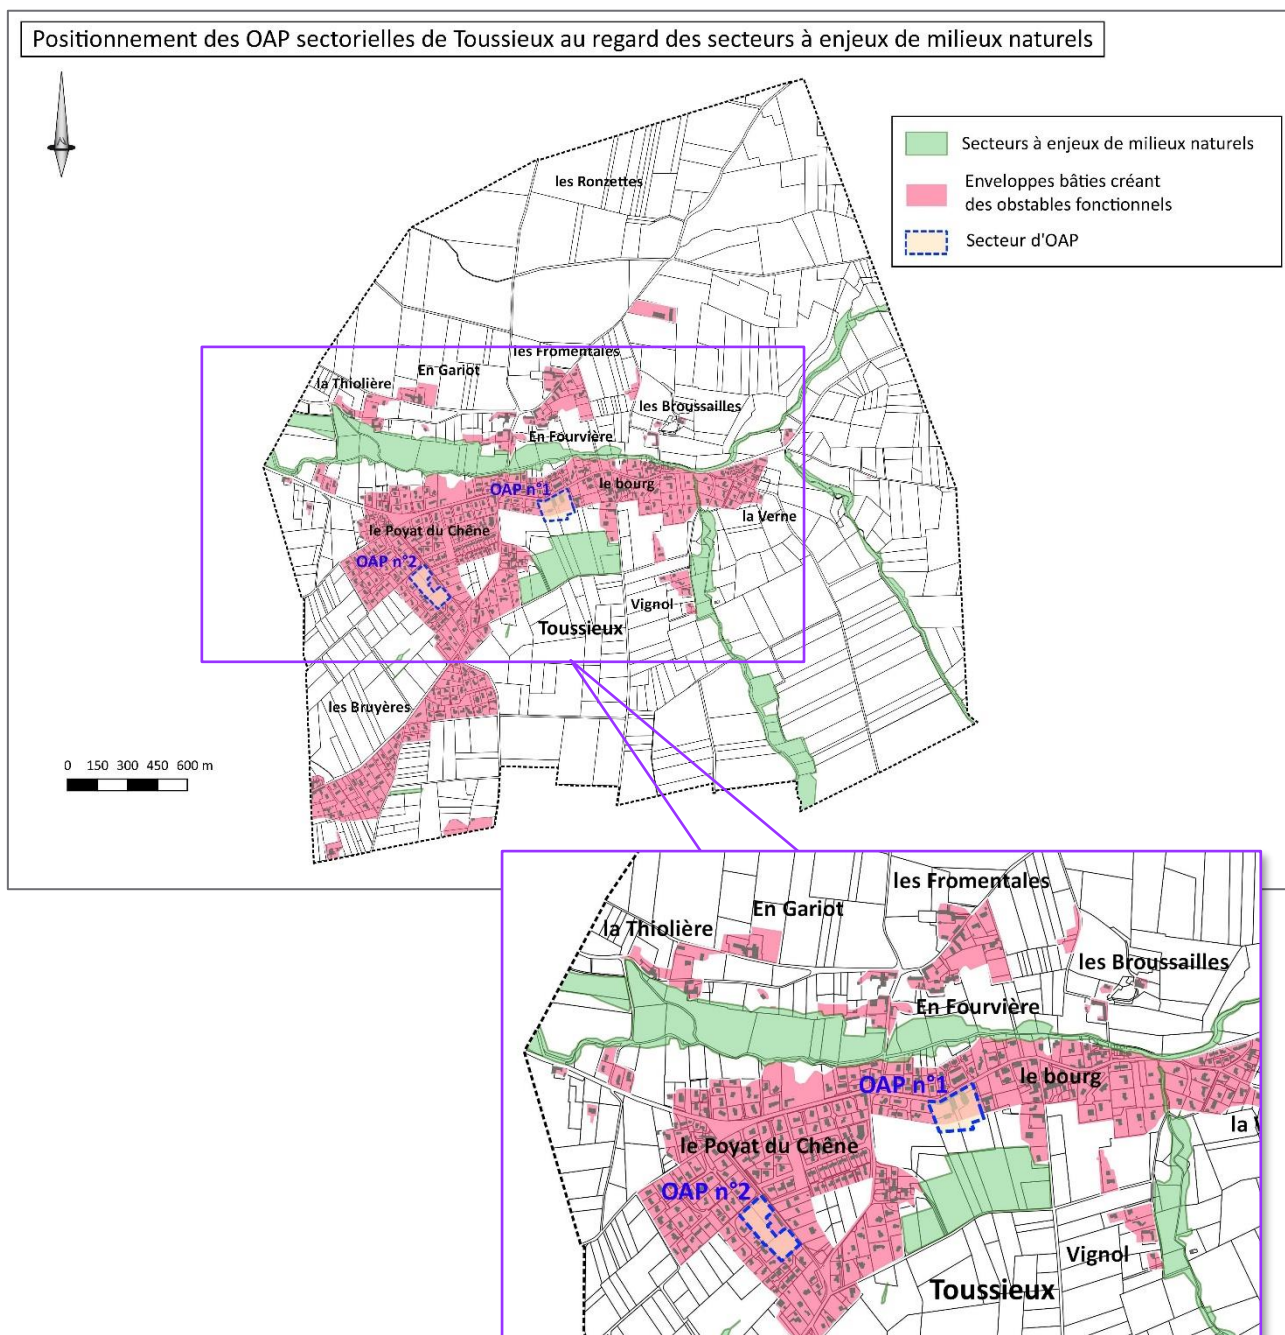 Positionnement des OAP sectorielles de Toussieux au regard des secteurs à enjeux de milieux naturels
Secteurs à enjeux de milieux naturels
Enveloppes bâties créant
des obstables fonctionnels
Secteur d'OAP
les Ronzettes
les Fromentales
En Gariot
la Thiolière
les Broussailles
En Fourvière
le bourg
OAP n°1
la Verne
le Poyat du Chêne
OAP n°2
Vignol
Toussieux
les Bruyères
0 150 300 450 600 m
les Fromentales
En Gariot
la Thiolière
les Broussailles
En Fourvière
le bourg
OAP n°1
la
le Poyat du Chêne
OAP n°2
Vignol
Toussieux